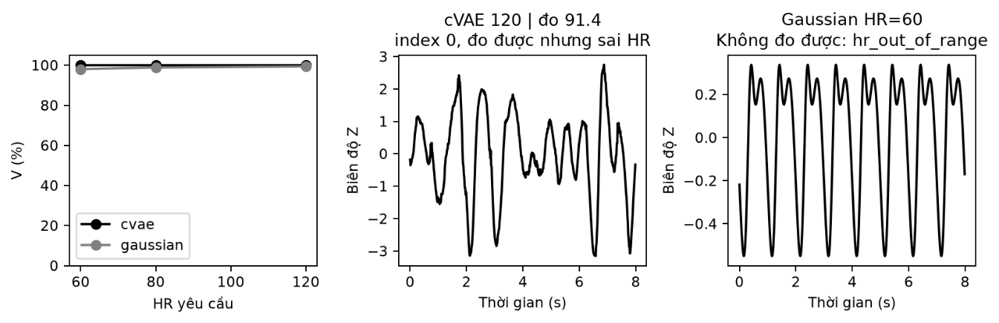 100
80
60
40
20
0
V (%)
cvae
gaussian
60
80
100
120
HR yêu cầu
cVAE 120 | đo 91.4
index 0, đo được nhưng sai HR
3
2
1
0
−1
−2
−3
Biên độ Z
0
2
4
6
8
Thời gian (s)
Gaussian HR=60
Không đo được: hr_out_of_range
0.2
0.0
−0.2
−0.4
Biên độ Z
0
2
4
6
8
Thời gian (s)